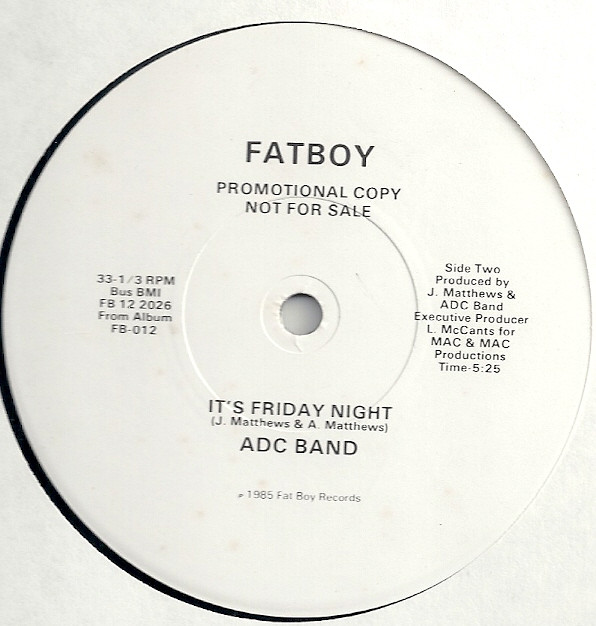 FATBOY
PROMOTIONAL COPY
NOT FOR SALE
33-1/3 RPM
Bus BMI
FB 12 2026
From Album
FB-012
Side Two
Produced by
J. Matthews &
ADC Band
Executive Producer
L. McCants for
MAC & MAC
Productions
Time-5:25
IT'S FRIDAY NIGHT
(J. Matthews & A. Matthews)
ADC BAND
℗ 1985 Fat Boy Records